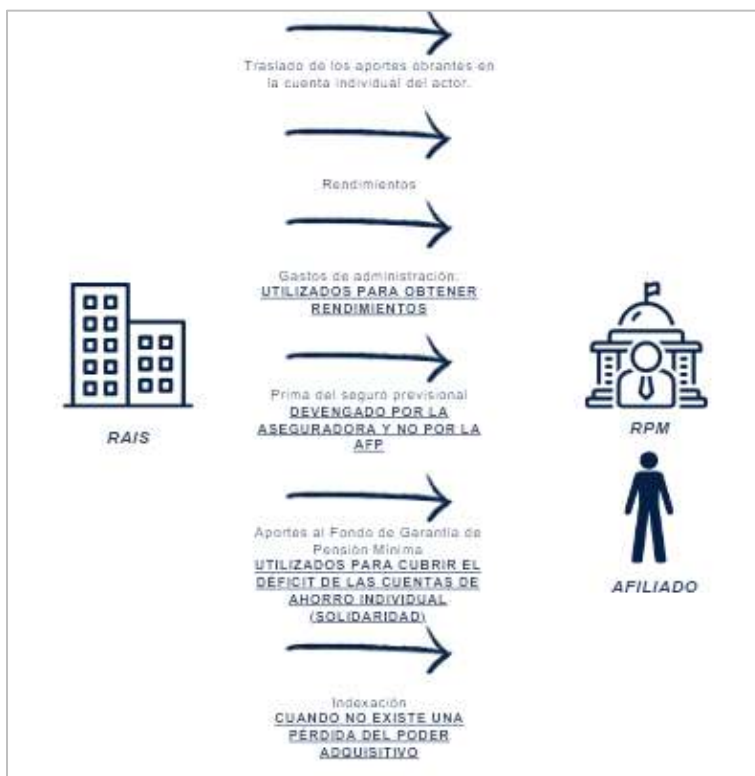 Traslado de los aportes obrantes en
la cuenta individual del actor.
Rendimientos
Gastos de administración:
UTILIZADOS PARA OBTENER
RENDIMIENTOS
Prima del seguro previsional
DEVENGADO POR LA
ASEGURADORA Y NO POR LA
AFP
RAIS
RPM
Aportes al Fondo de Garantía de
Pensión Mínima
UTILIZADOS PARA CUBRIR EL
DÉFICIT DE LAS CUENTAS DE
AHORRO INDIVIDUAL
(SOLIDARIDAD)
AFILIADO
Indexación
CUANDO NO EXISTE UNA
PÉRDIDA DEL PODER
ADQUISITIVO